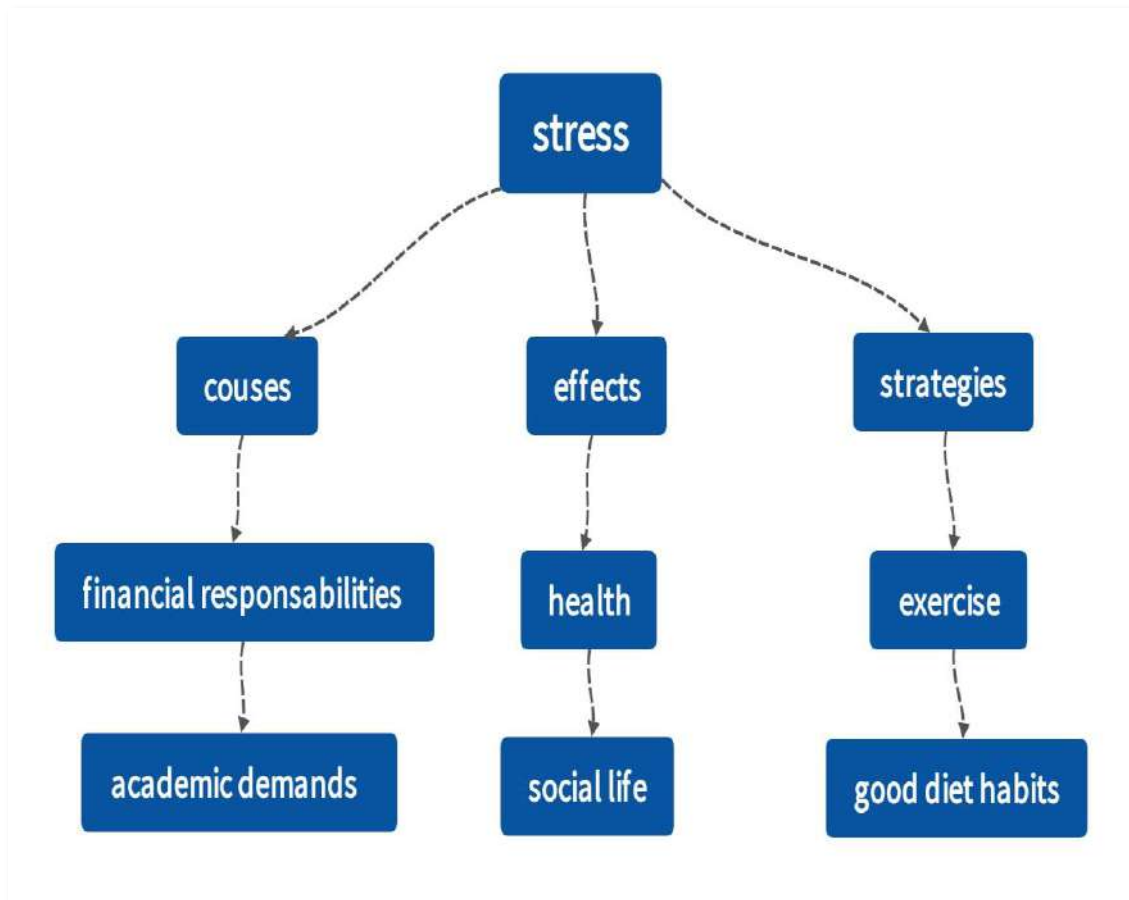 stress
couses
effects
strategies
financial responsabilities
health
exercise
academic demands
social life
good diet habits